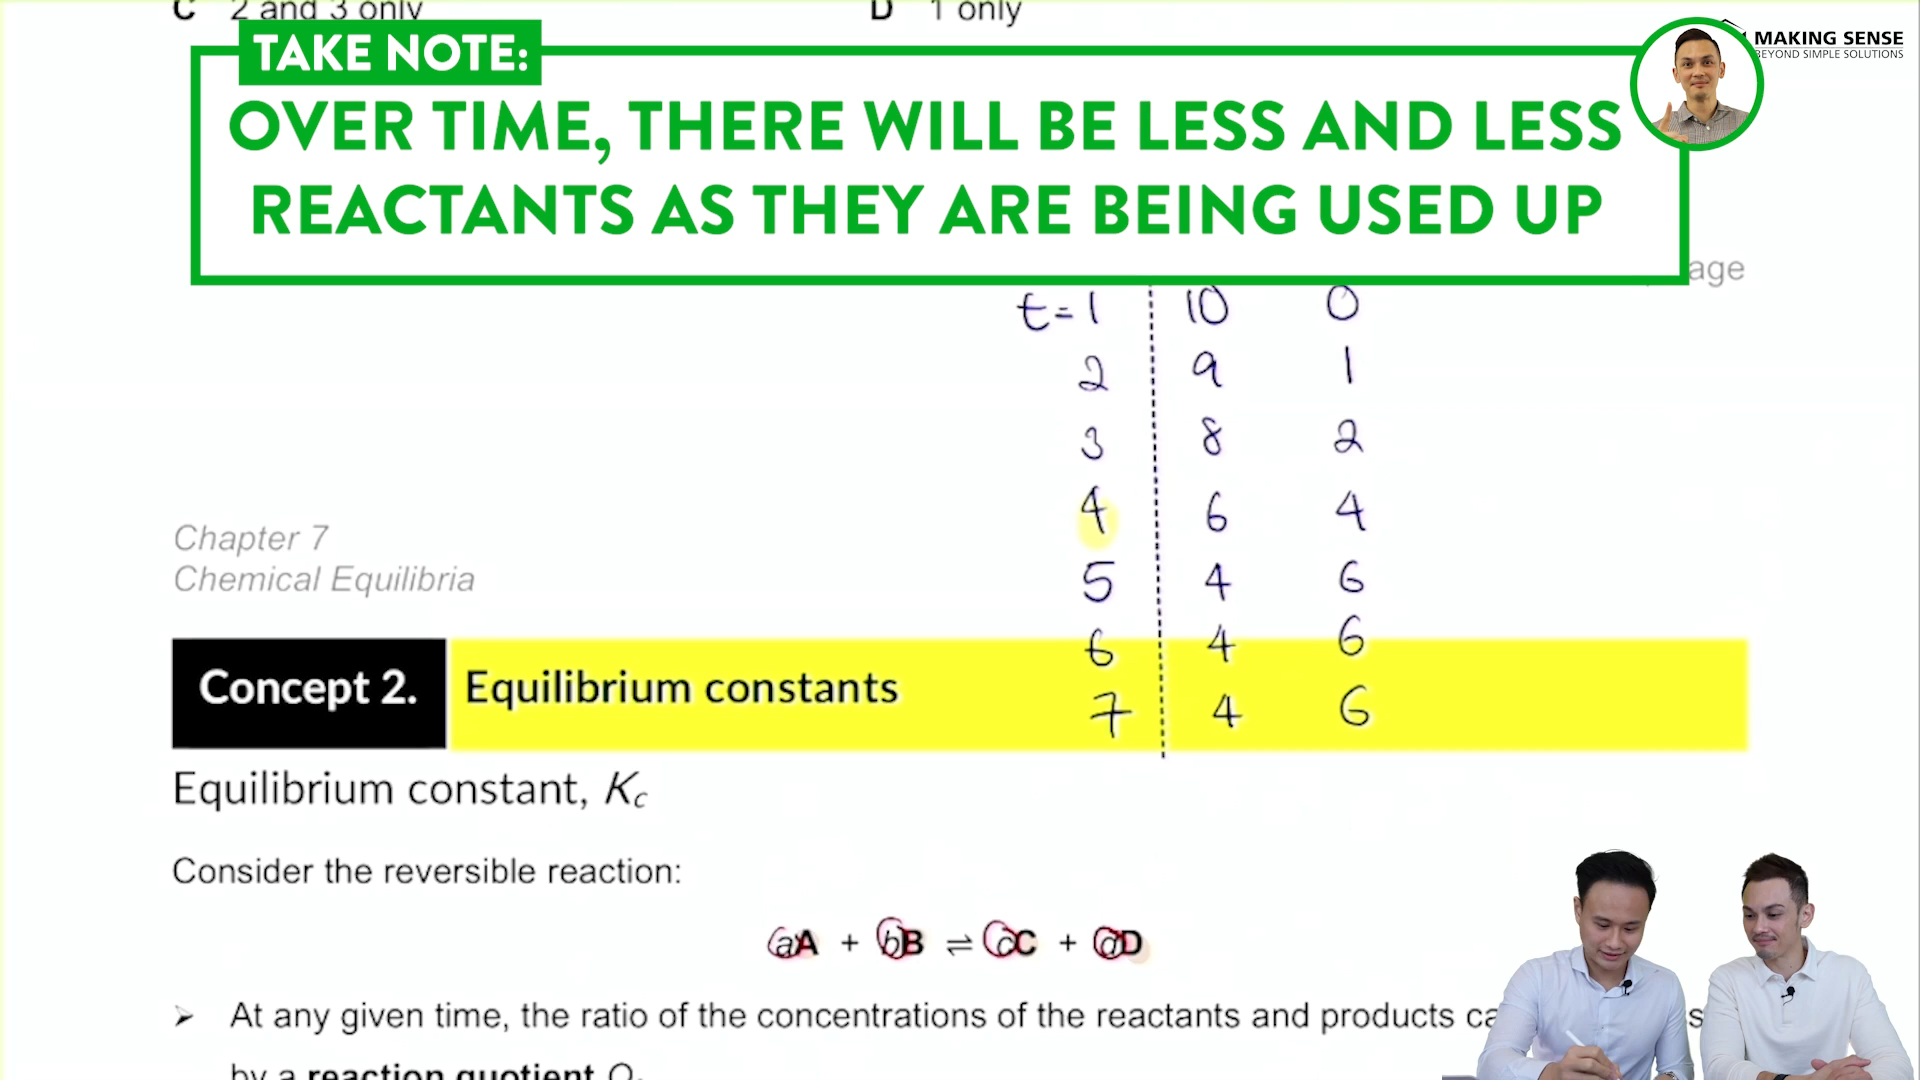 C 2 and 3 only D 1 only
TAKE NOTE:
MAKING SENSE
BEYOND SIMPLE SOLUTIONS
OVER TIME, THERE WILL BE LESS AND LESS
REACTANTS AS THEY ARE BEING USED UP
age
t=1 10 0
2 9 1
3 8 2
4 6 4
Chapter 7
Chemical Equilibria
5 4 6
6 4 6
Concept 2. Equilibrium constants
7 4 6
Equilibrium constant, Kc
Consider the reversible reaction:
aA + bB ⇌ cC + dD
➤ At any given time, the ratio of the concentrations of the reactants and products
by a reaction quotient